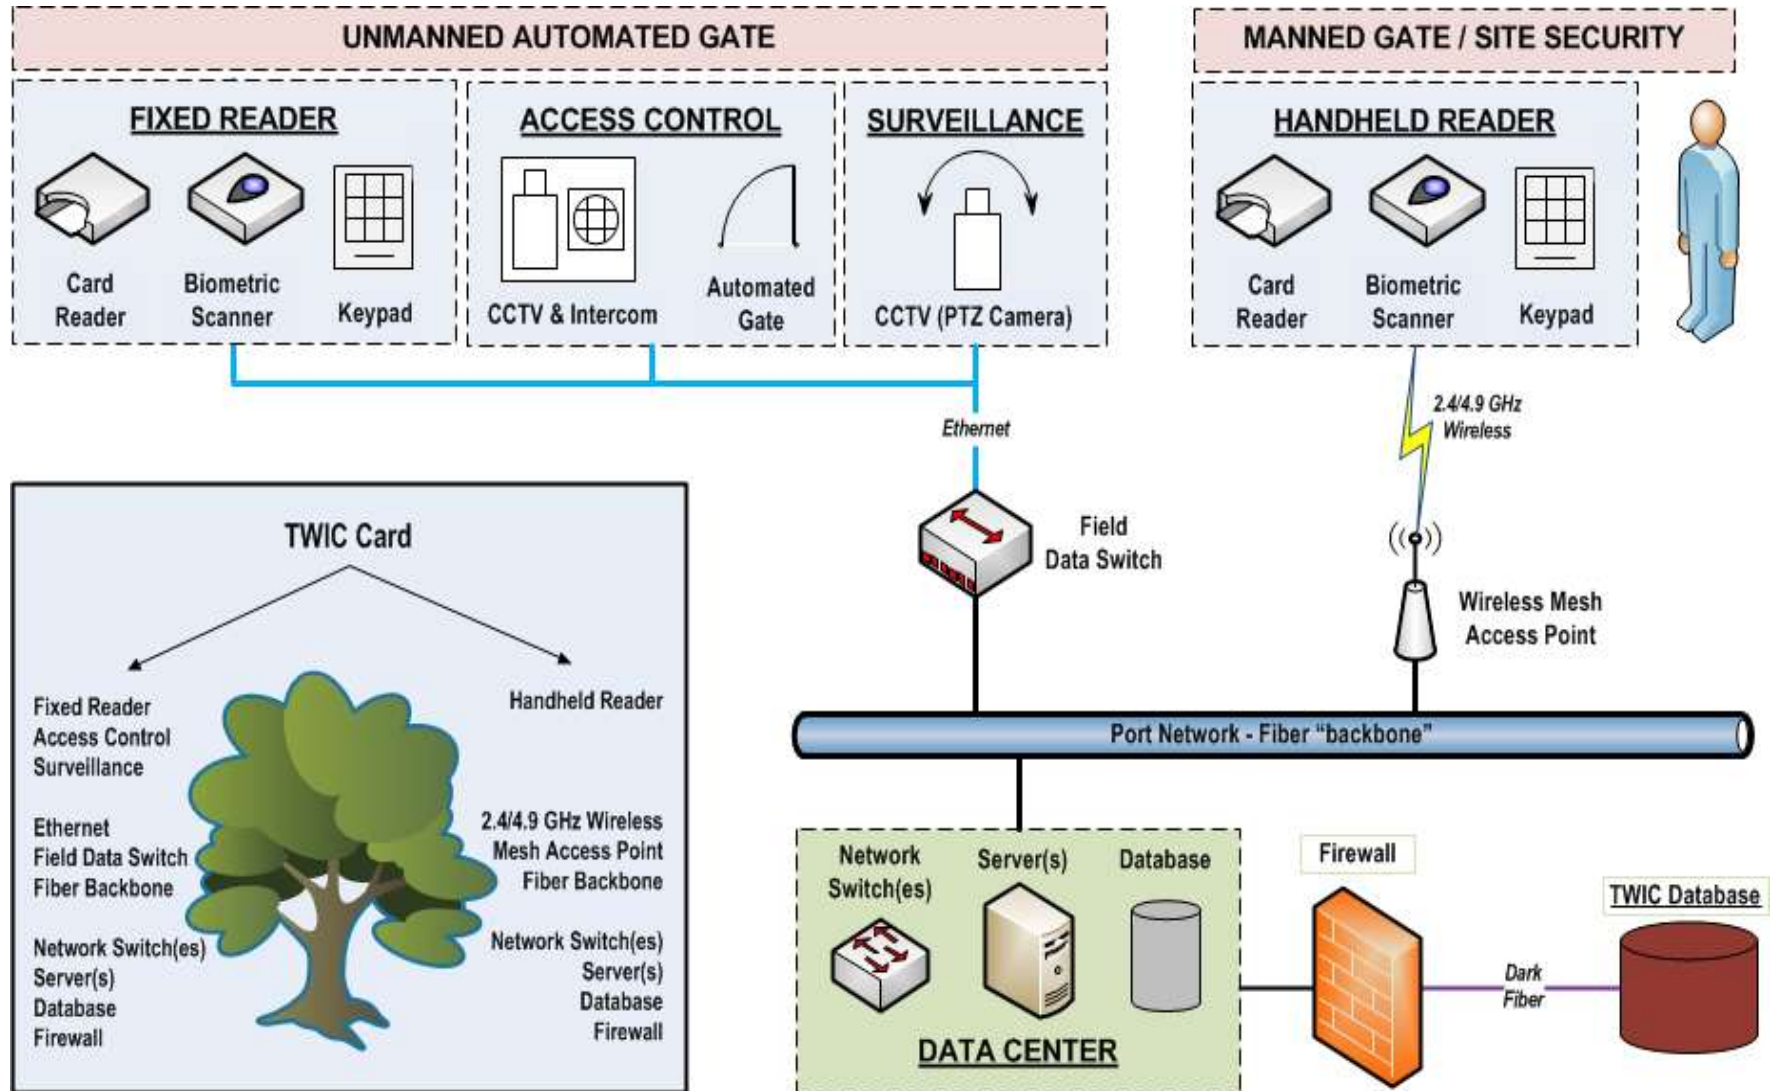 UNMANNED AUTOMATED GATE
MANNED GATE / SITE SECURITY
FIXED READER
Card
Reader
Biometric
Scanner
Keypad
ACCESS CONTROL
CCTV & Intercom
Automated
Gate
SURVEILLANCE
CCTV (PTZ Camera)
HANDHELD READER
Card
Reader
Biometric
Scanner
Keypad
Ethernet
2.4/4.9 GHz
Wireless
Field
Data Switch
Wireless Mesh
Access Point
Port Network - Fiber “backbone”
TWIC Card
Fixed Reader
Access Control
Surveillance
Ethernet
Field Data Switch
Fiber Backbone
Network Switch(es)
Server(s)
Database
Firewall
Handheld Reader
2.4/4.9 GHz Wireless
Mesh Access Point
Fiber Backbone
Network Switch(es)
Server(s)
Database
Firewall
Network
Switch(es)
Server(s)
Database
DATA CENTER
Firewall
Dark
Fiber
TWIC Database